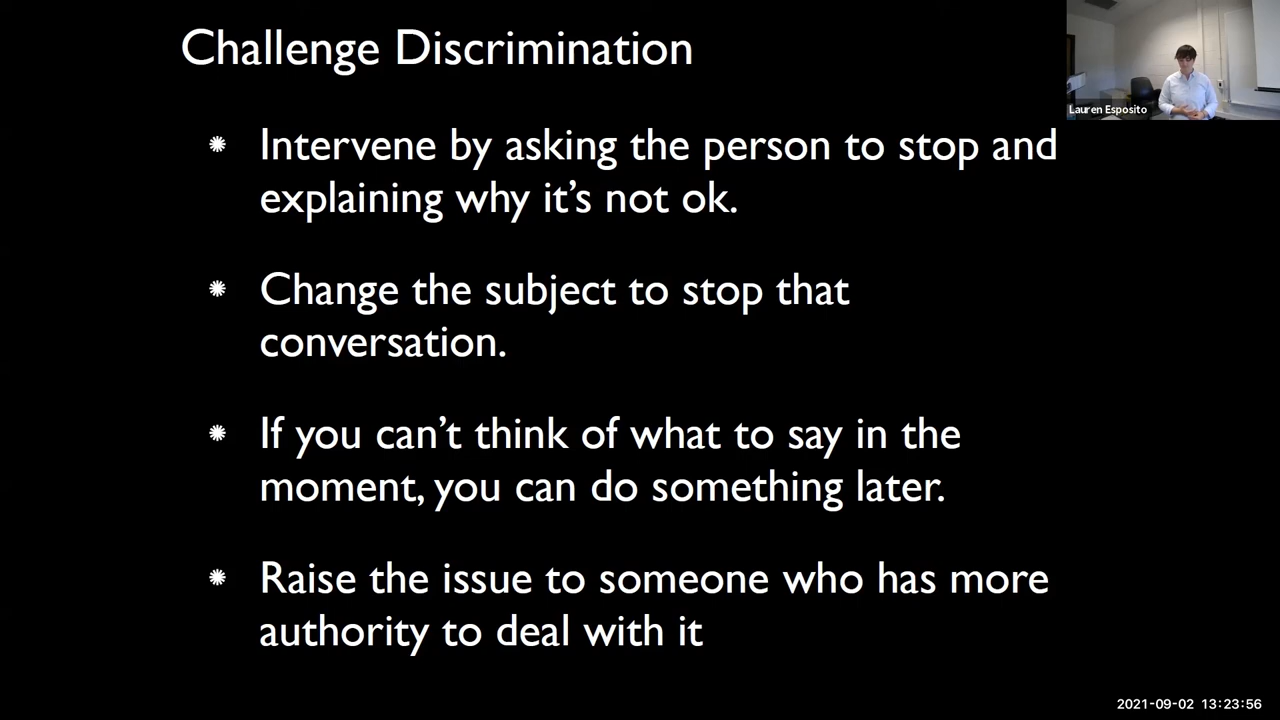 Challenge Discrimination
Lauren Esposito
Intervene by asking the person to stop and
explaining why it’s not ok.
Change the subject to stop that
conversation.
If you can’t think of what to say in the
moment, you can do something later.
Raise the issue to someone who has more
authority to deal with it
2021-09-02 13:23:56